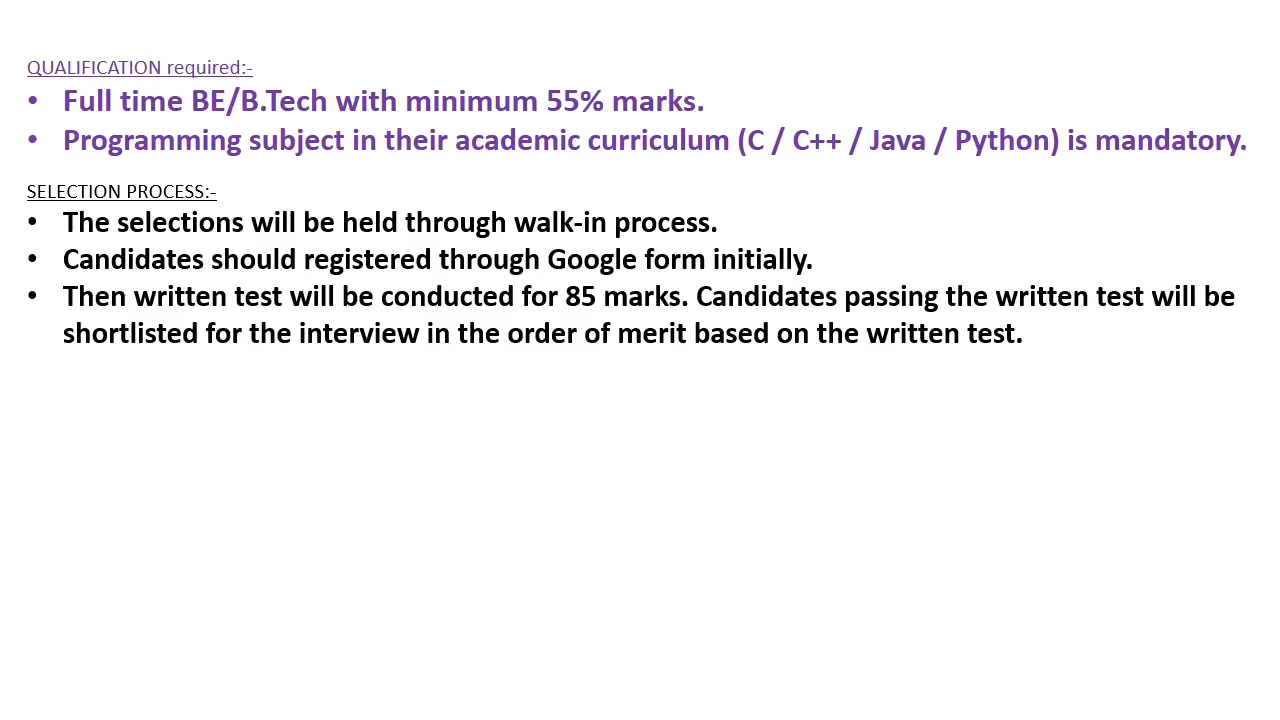 QUALIFICATION required:-
• Full time BE/B.Tech with minimum 55% marks.
• Programming subject in their academic curriculum (C / C++ / Java / Python) is mandatory.
SELECTION PROCESS:-
• The selections will be held through walk-in process.
• Candidates should registered through Google form initially.
• Then written test will be conducted for 85 marks. Candidates passing the written test will be
shortlisted for the interview in the order of merit based on the written test.